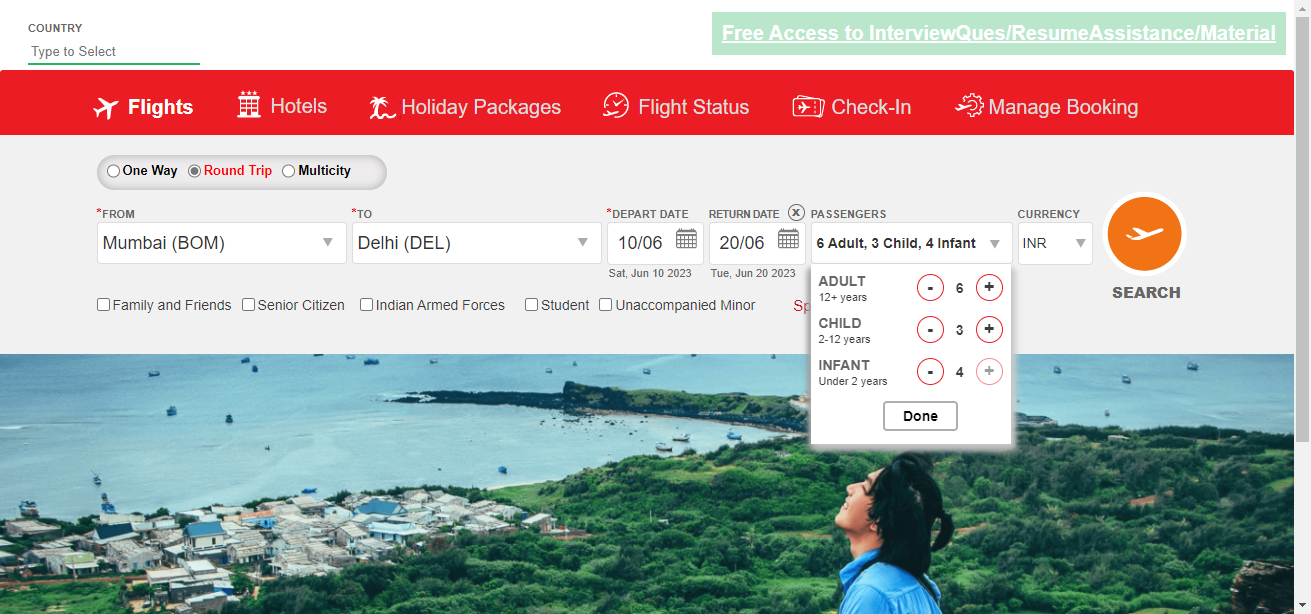 COUNTRY
Type to Select
Free Access to InterviewQues/ResumeAssistance/Material
Flights
Hotels
Holiday Packages
Flight Status
Check-In
Manage Booking
One Way
Round Trip
Multicity
*FROM
*TO
*DEPART DATE
RETURN DATE
X
PASSENGERS
CURRENCY
Mumbai (BOM)
Delhi (DEL)
10/06
20/06
6 Adult, 3 Child, 4 Infant
INR
Sat, Jun 10 2023
Tue, Jun 20 2023
SEARCH
Family and Friends
Senior Citizen
Indian Armed Forces
Student
Unaccompanied Minor
ADULT
12+ years
- 6 +
CHILD
2-12 years
- 3 +
INFANT
Under 2 years
- 4 +
Done